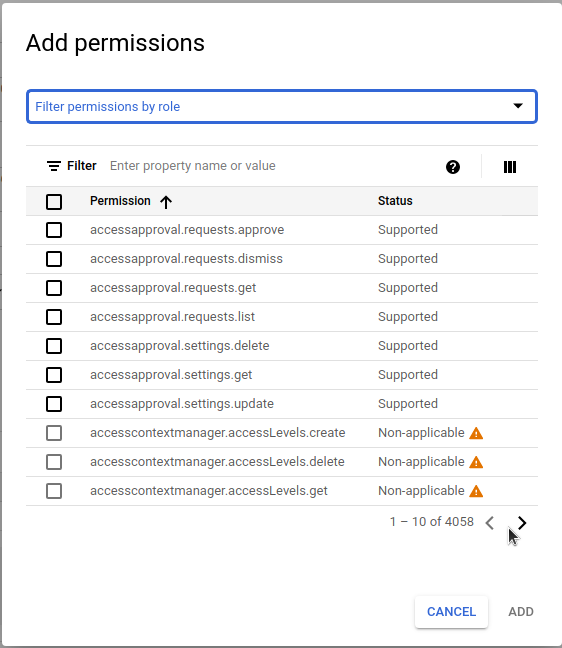 Add permissions
Filter permissions by role
Filter Enter property name or value
Permission Status
accessapproval.requests.approve Supported
accessapproval.requests.dismiss Supported
accessapproval.requests.get Supported
accessapproval.requests.list Supported
accessapproval.settings.delete Supported
accessapproval.settings.get Supported
accessapproval.settings.update Supported
accesscontextmanager.accessLevels.create Non-applicable
accesscontextmanager.accessLevels.delete Non-applicable
accesscontextmanager.accessLevels.get Non-applicable
1 – 10 of 4058
CANCEL ADD